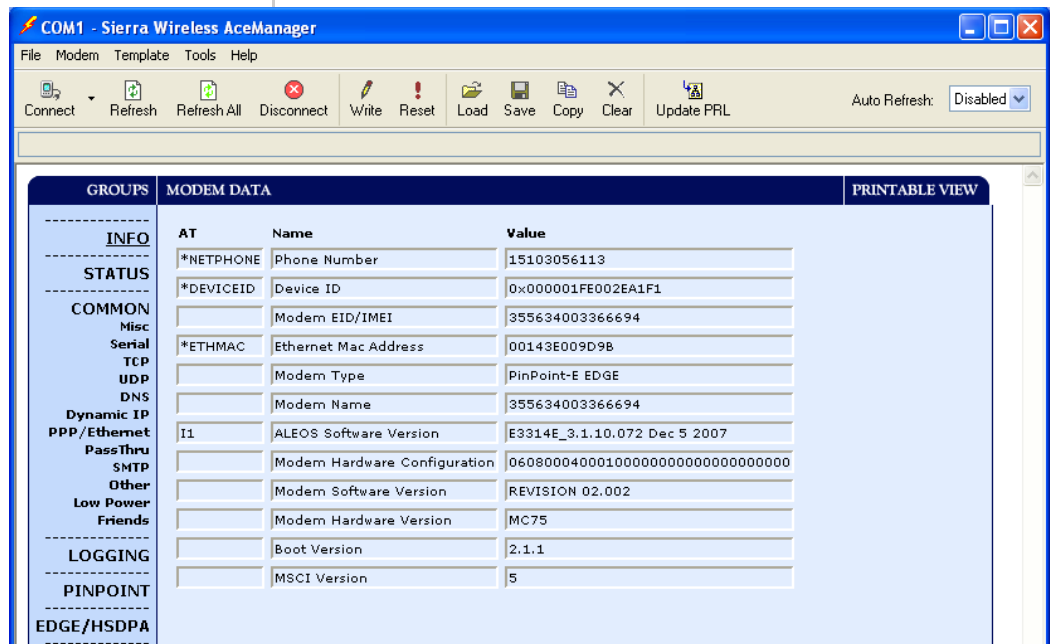 COM1 - Sierra Wireless AceManager
File Modem Template Tools Help
Connect Refresh Refresh All Disconnect Write Reset Load Save Copy Clear Update PRL Auto Refresh: Disabled
GROUPS MODEM DATA PRINTABLE VIEW
INFO
STATUS
COMMON
Misc
Serial
TCP
UDP
DNS
Dynamic IP
PPP/Ethernet
PassThru
SMTP
Other
Low Power
Friends
LOGGING
PINPOINT
EDGE/HSDPA
AT Name Value
*NETPHONE Phone Number 15103056113
*DEVICEID Device ID 0x000001FE002EA1F1
Modem EID/IMEI 355634003366694
*ETHMAC Ethernet Mac Address 00143E009D9B
Modem Type PinPoint-E EDGE
Modem Name 355634003366694
I1 ALEOS Software Version E3314E_3.1.10.072 Dec 5 2007
Modem Hardware Configuration 06080004000100000000000000000000
Modem Software Version REVISION 02.002
Modem Hardware Version MC75
Boot Version 2.1.1
MSCI Version 5